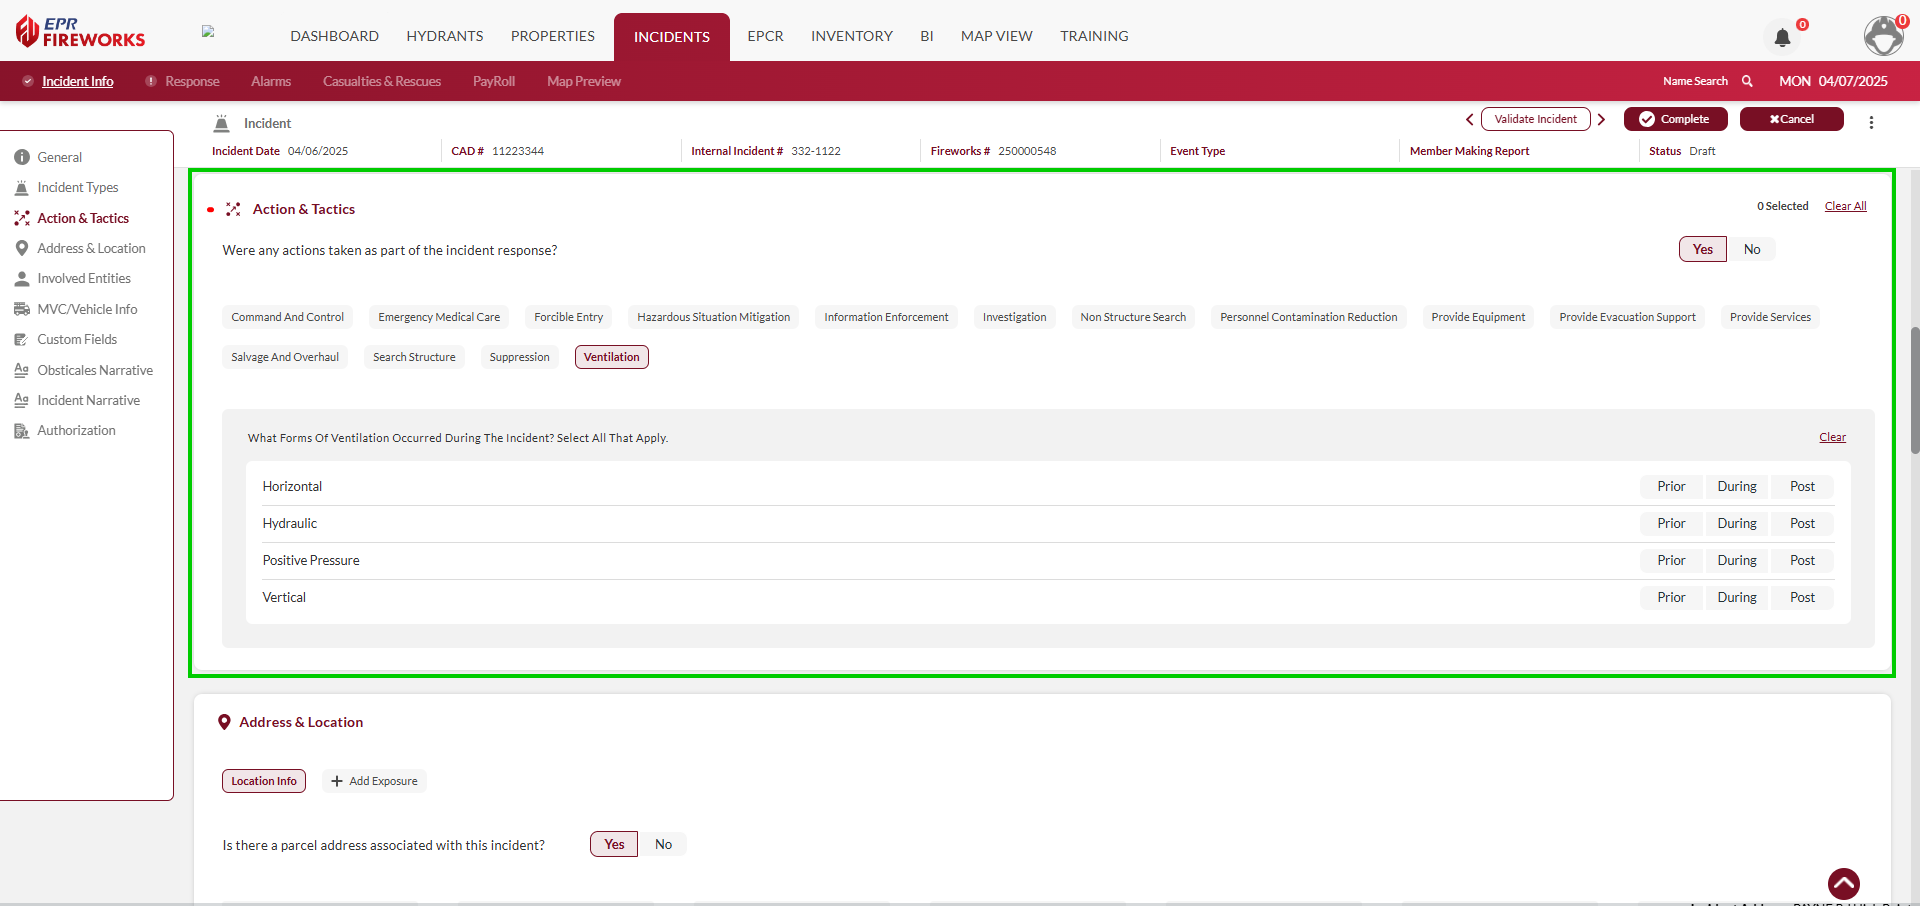 EPR
FIREWORKS
DASHBOARD HYDRANTS PROPERTIES INCIDENTS EPCR INVENTORY BI MAP VIEW TRAINING
0
0
Incident Info Response Alarms Casualties & Rescues PayRoll Map Preview Name Search MON 04/07/2025
Incident Validate Incident Complete Cancel
Incident Date 04/06/2025 CAD # 11223344 Internal Incident # 332-1122 Fireworks # 250000548 Event Type Member Making Report Status Draft
General
Incident Types
Action & Tactics
Address & Location
Involved Entities
MVC/Vehicle Info
Custom Fields
Obsticales Narrative
Incident Narrative
Authorization
Action & Tactics 0 Selected Clear All
Were any actions taken as part of the incident response? Yes No
Command And Control Emergency Medical Care Forcible Entry Hazardous Situation Mitigation Information Enforcement Investigation Non Structure Search Personnel Contamination Reduction Provide Equipment Provide Evacuation Support Provide Services
Salvage And Overhaul Search Structure Suppression Ventilation
What Forms Of Ventilation Occurred During The Incident? Select All That Apply. Clear
Horizontal Prior During Post
Hydraulic Prior During Post
Positive Pressure Prior During Post
Vertical Prior During Post
Address & Location
Location Info Add Exposure
Is there a parcel address associated with this incident? Yes No